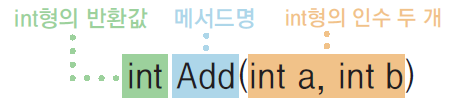 int형의 반환값 메서드명 int형의 인수 두 개
int Add(int a, int b)